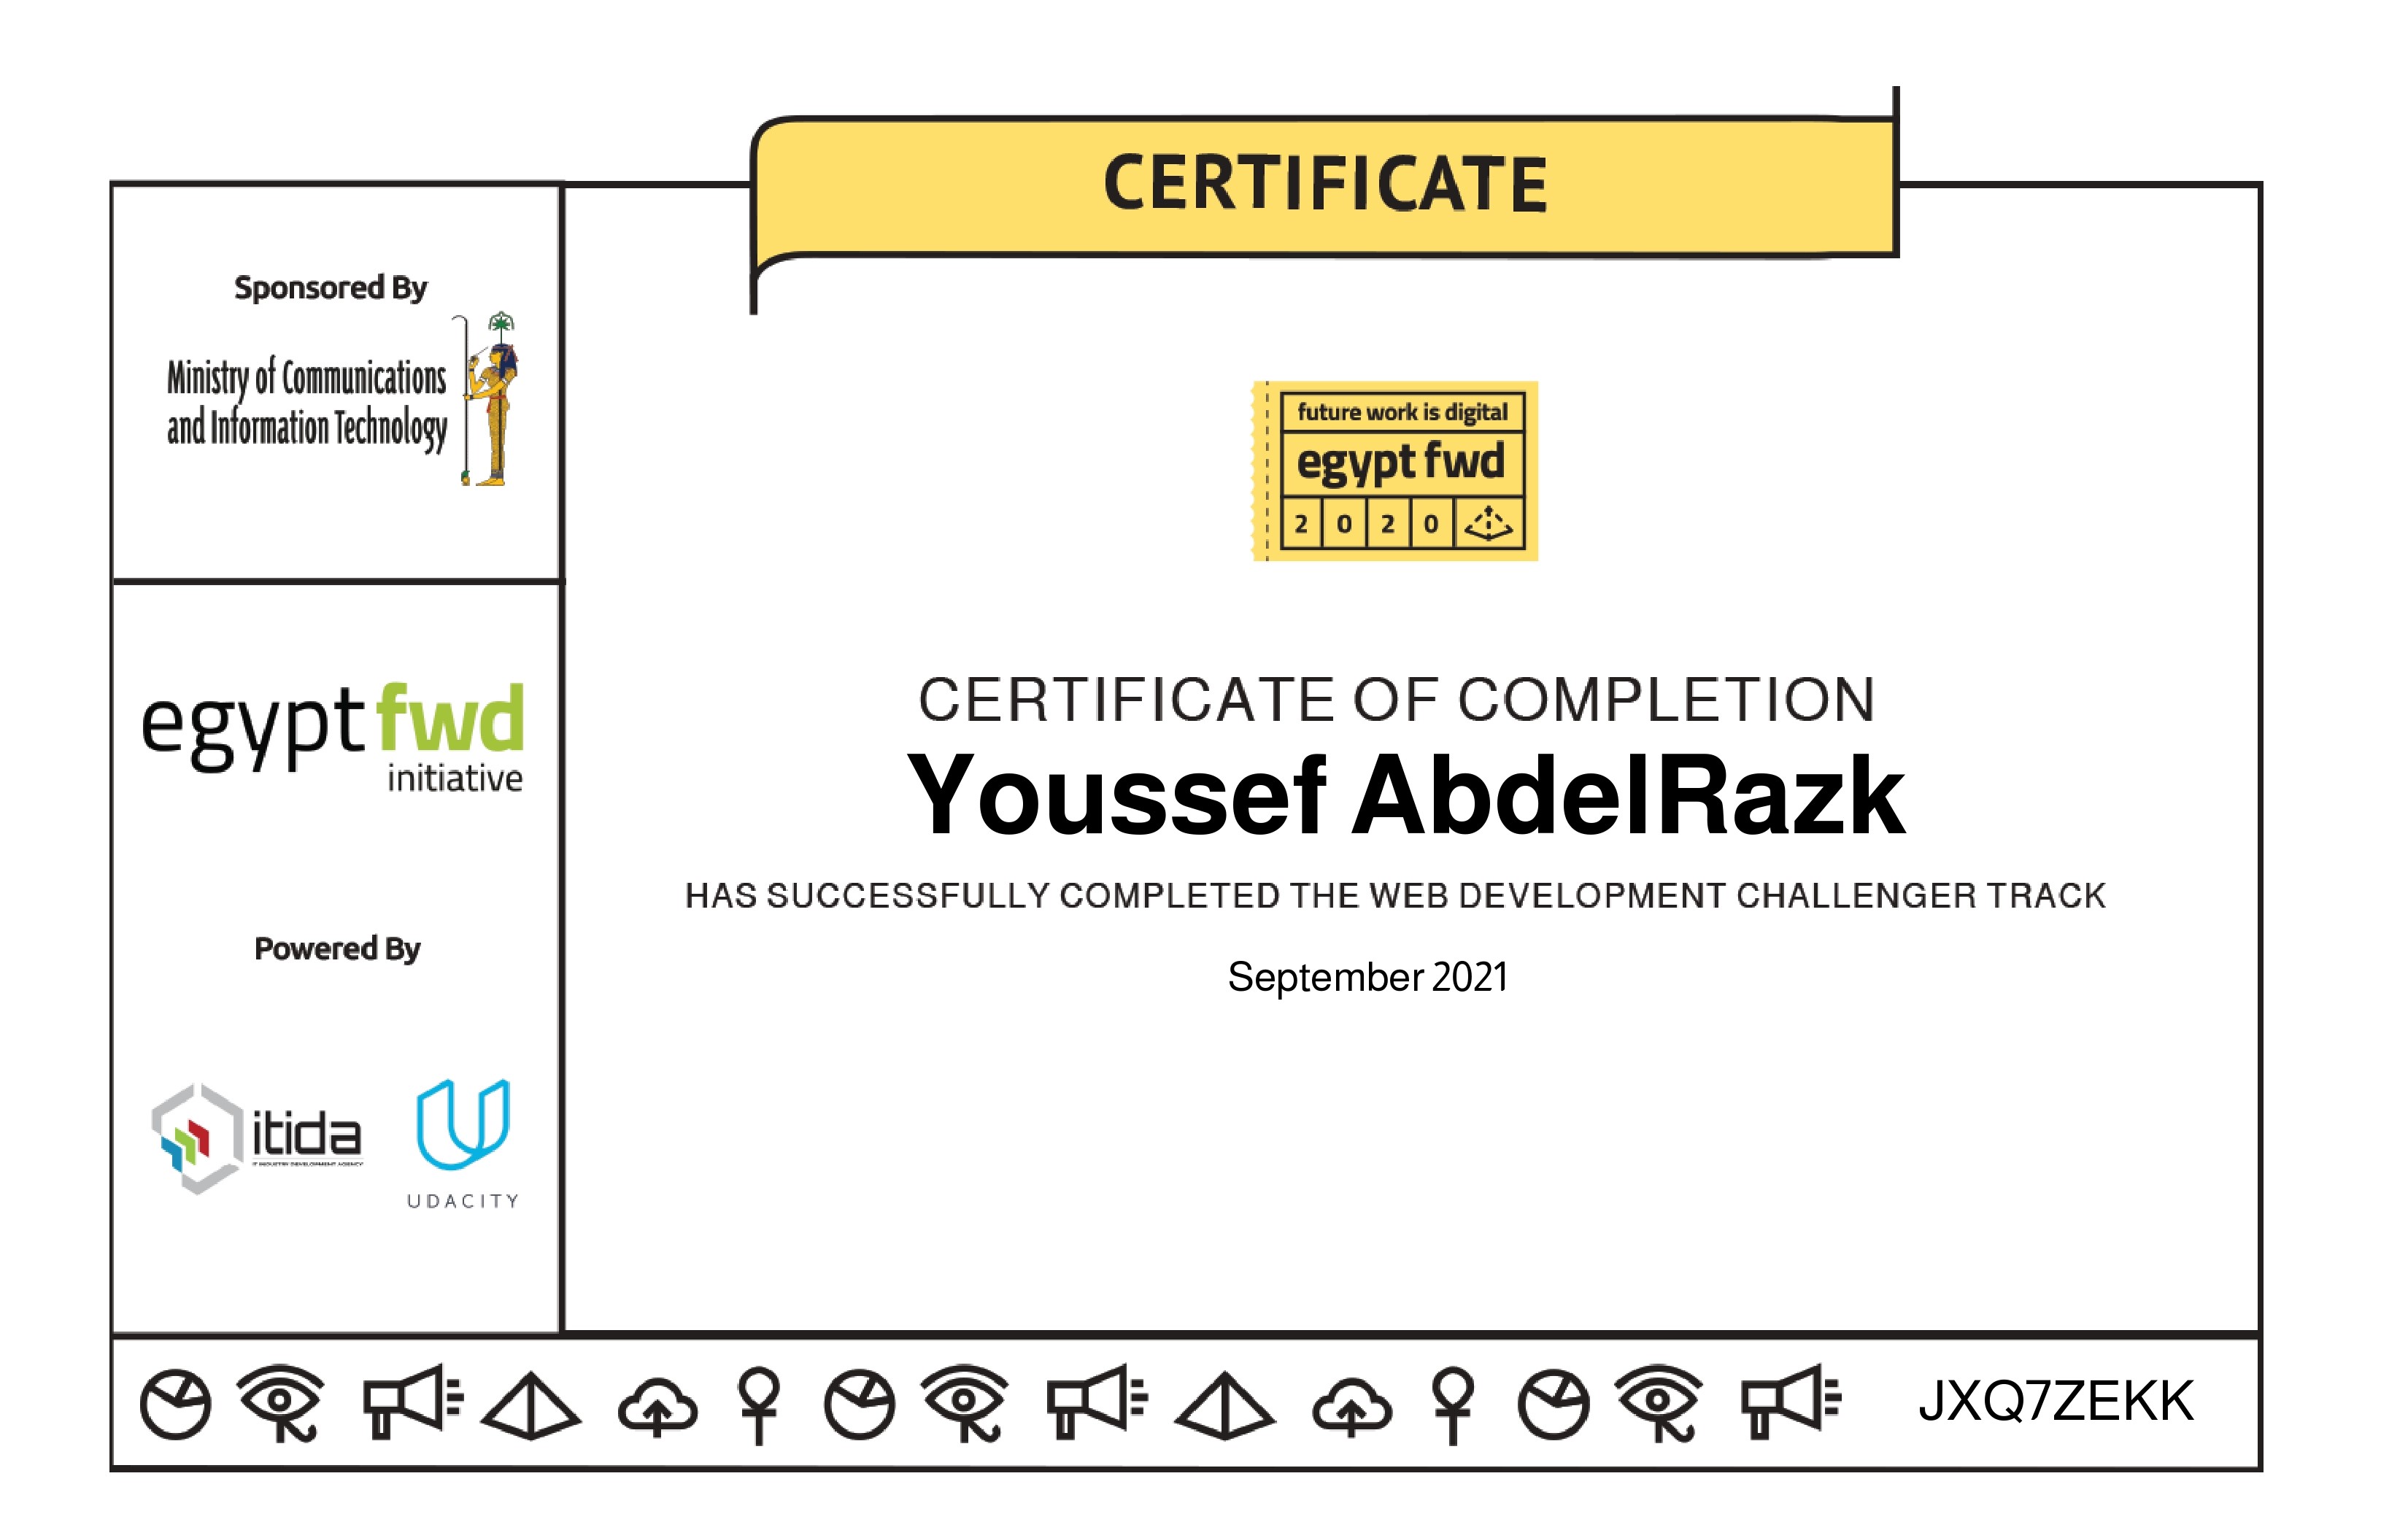 CERTIFICATE
Sponsored By
Ministry of Communications
and Information Technology
future work is digital
egypt fwd
2 0 2 0
egypt fwd
initiative
CERTIFICATE OF COMPLETION
Youssef AbdelRazk
HAS SUCCESSFULLY COMPLETED THE WEB DEVELOPMENT CHALLENGER TRACK
September 2021
Powered By
itida
IT INDUSTRY DEVELOPMENT AGENCY
UDACITY
JXQ7ZEKK